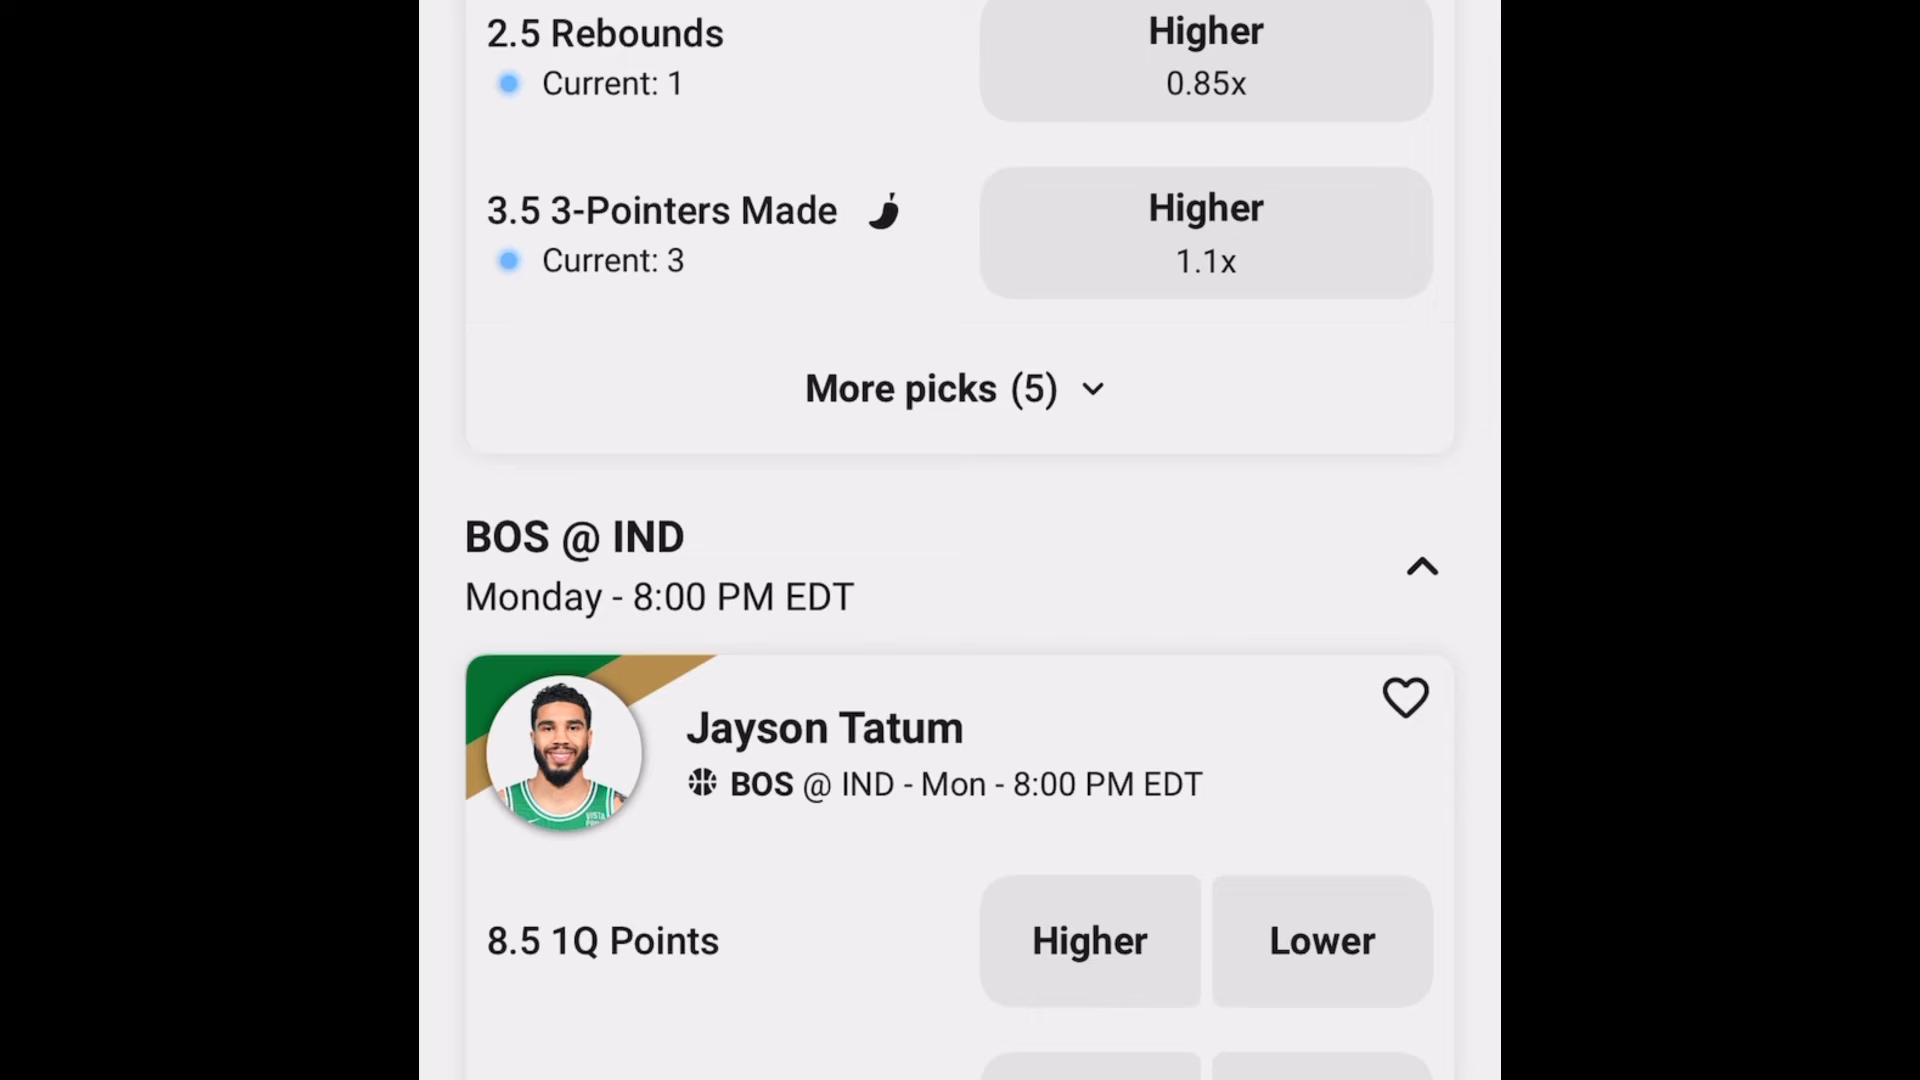 2.5 Rebounds
Higher
Current: 1
0.85x
3.5 3-Pointers Made
Higher
Current: 3
1.1x
More picks (5)
BOS @ IND
Monday - 8:00 PM EDT
Jayson Tatum
BOS @ IND - Mon - 8:00 PM EDT
8.5 1Q Points
Higher
Lower